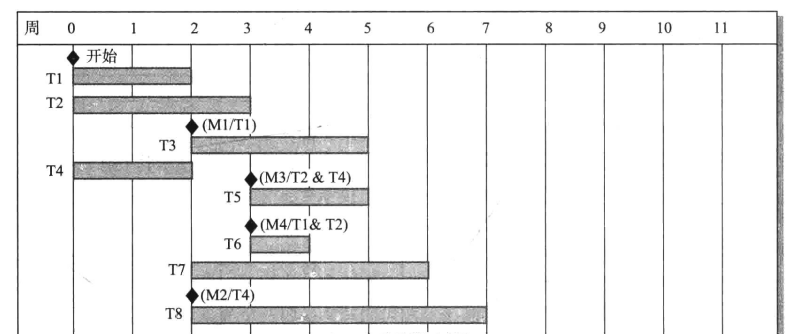 周 0 1 2 3 4 5 6 7 8 9 10 11
开始
T1
T2
(M1/T1)
T3
T4
(M3/T2 & T4)
T5
(M4/T1& T2)
T6
T7
(M2/T4)
T8